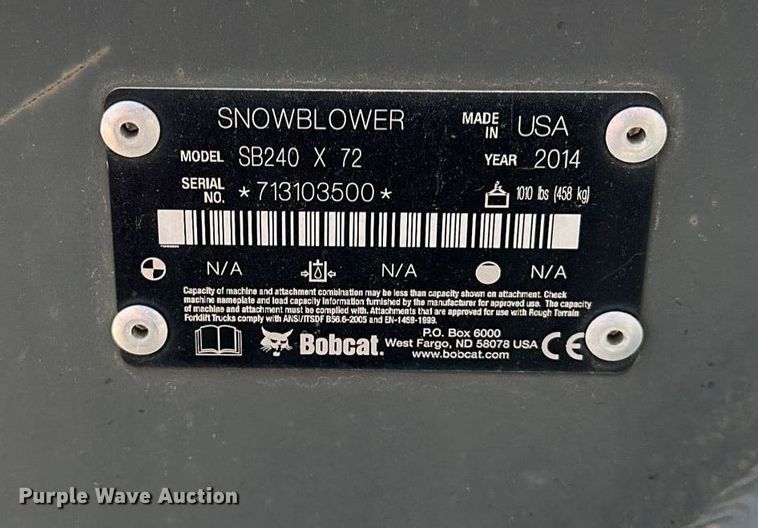 SNOWBLOWER MADE IN USA
MODEL SB240 X 72 YEAR 2014
SERIAL NO. *713103500* 1010 lbs (458 kg)
N/A N/A N/A
Capacity of machine and attachment combination may be less than capacity shown on attachment. Check
machine nameplate and load capacity information furnished by the manufacturer for approved use. The capacity
of machine and attachment must be complied with. Attachments that are approved for use with Rough Terrain
Forklift Trucks comply with ANSI/ITSDF B56.6-2005 and EN-1459-1999.
Bobcat. P.O. Box 6000
West Fargo, ND 58078 USA
www.bobcat.com
CE
Purple Wave Auction